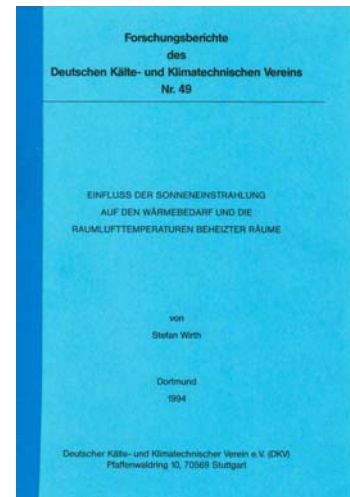 Forschungsberichte
des
Deutschen Kälte- und Klimatechnischen Vereins
Nr. 49
EINFLUSS DER SONNENEINSTRAHLUNG
AUF DEN WÄRMEBEDARF UND DIE
RAUMLUFTTEMPERATUREN BEHEIZTER RÄUME
von
Stefan Wirth
Dortmund
1994
Deutscher Kälte- und Klimatechnischer Verein e.V. (DKV)
Pfaffenwaldring 10, 70569 Stuttgart